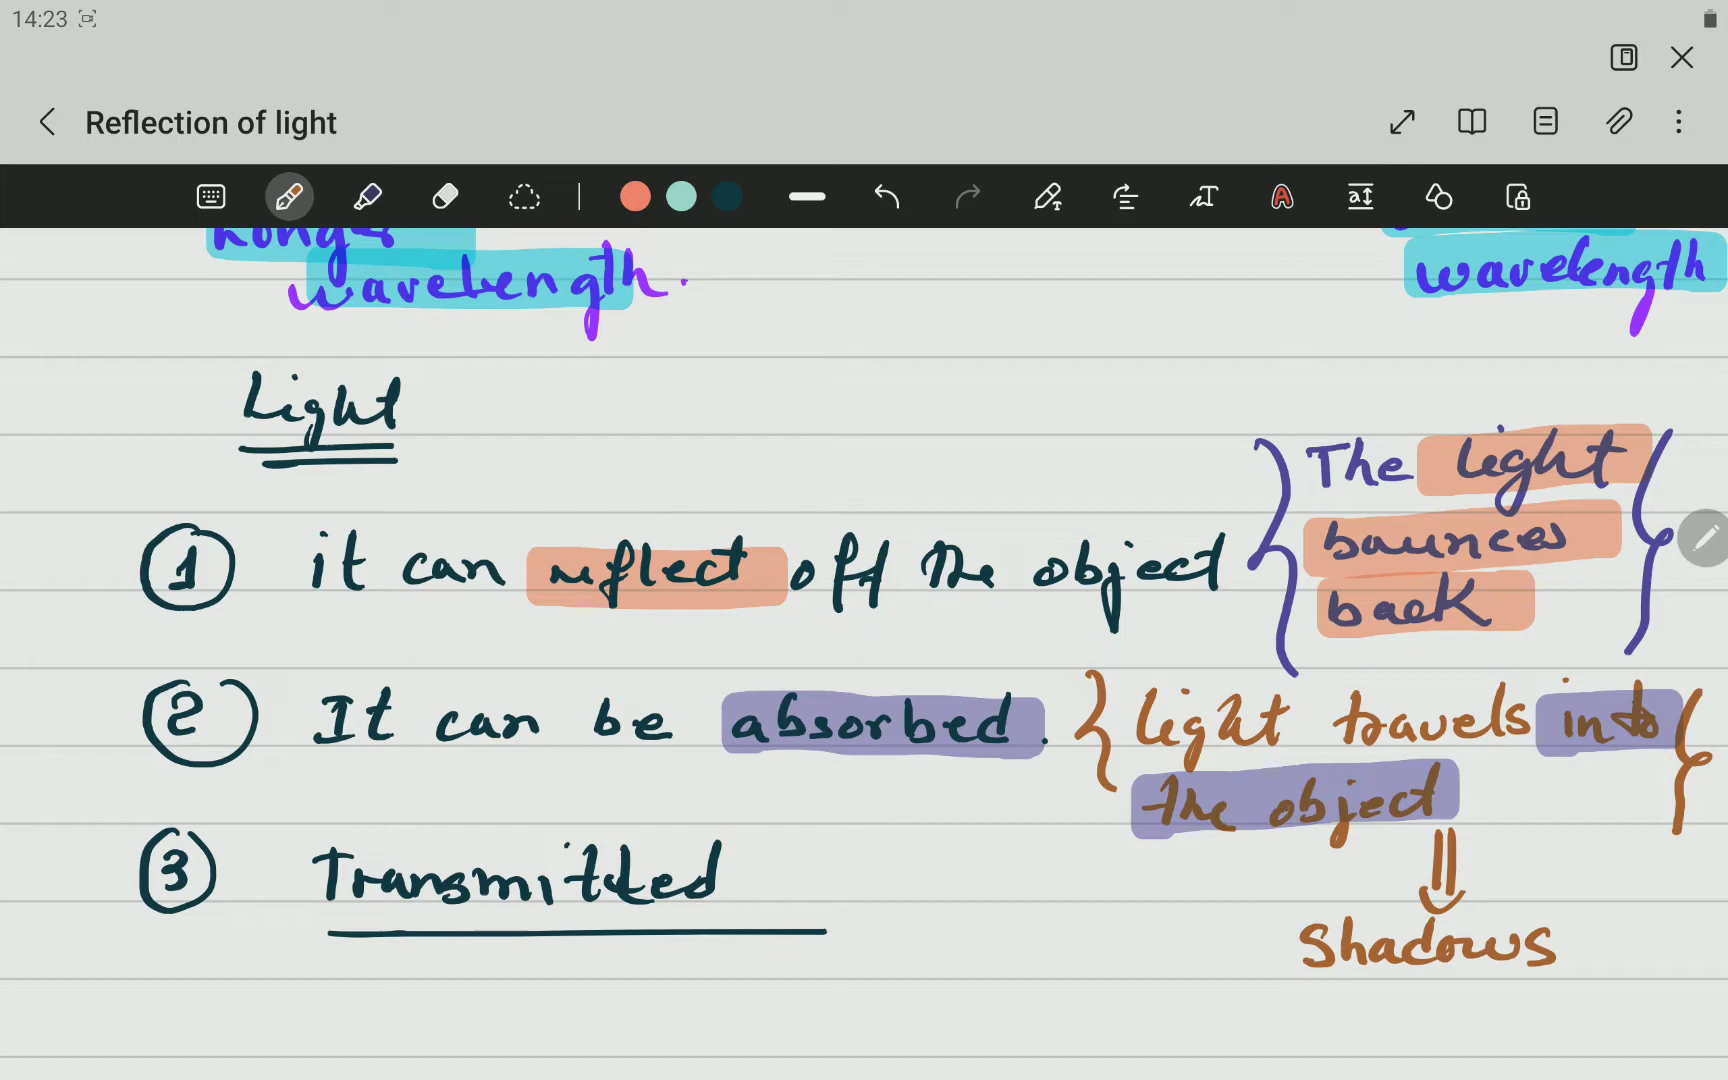 14:23
Reflection of light
wavelength.
wavelength
Light
1 it can reflect off the object
The light
bounces
back
2 It can be absorbed.
light travels into
the object
3 Transmitted
Shadows